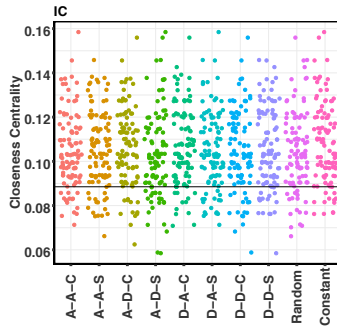 IC
Closeness Centrality
0.16
0.14
0.12
0.10
0.08
0.06
A−A−C
A−A−S
A−D−C
A−D−S
D−A−C
D−A−S
D−D−C
D−D−S
Random
Constant